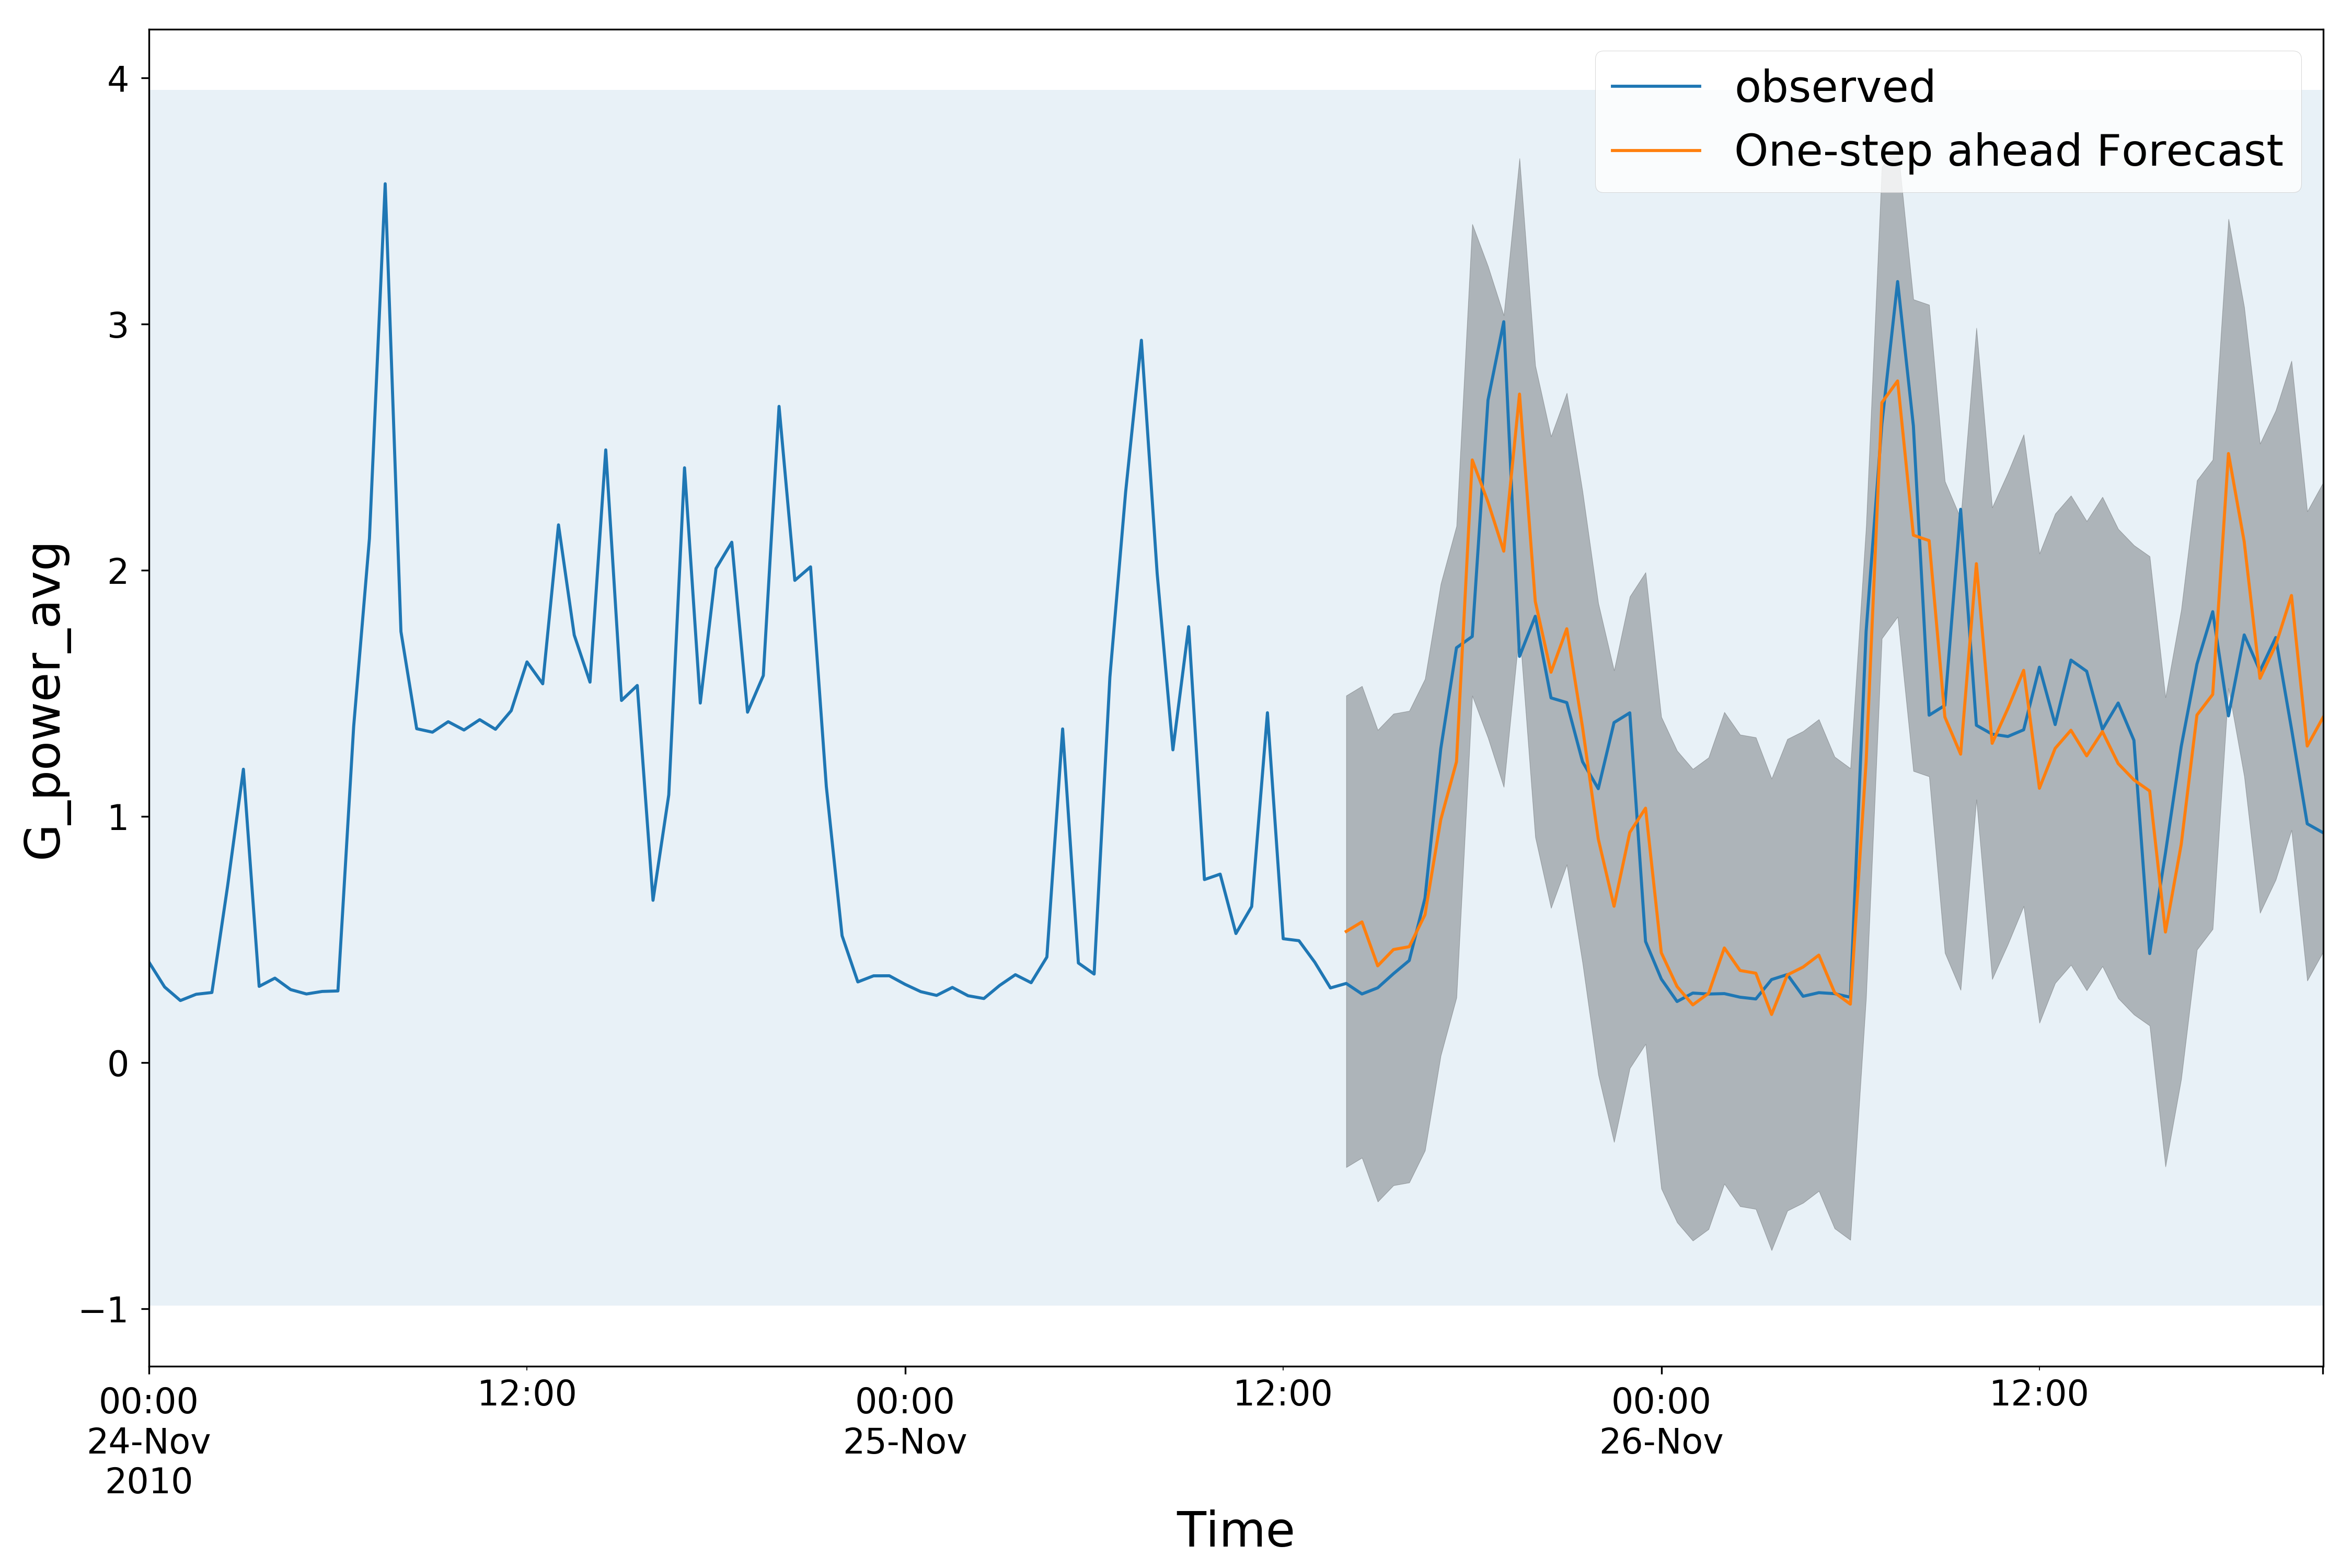 observed
One-step ahead Forecast
G_power_avg
4
3
2
1
0
−1
00:00 12:00 00:00 12:00 00:00 12:00
24-Nov 25-Nov 26-Nov
2010
Time